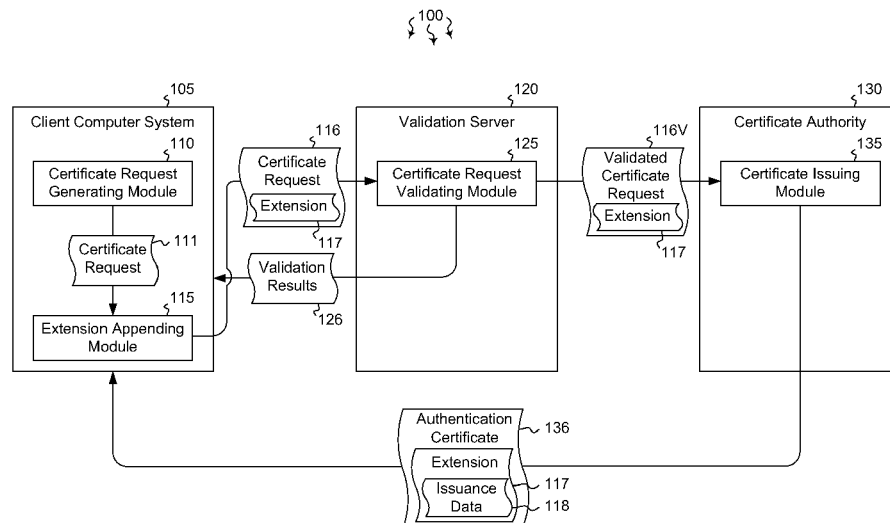 100
105
Client Computer System
110
Certificate Request
Generating Module
111
Certificate
Request
115
Extension Appending
Module
116
Certificate
Request
Extension
117
Validation
Results
126
120
Validation Server
125
Certificate Request
Validating Module
116V
Validated
Certificate
Request
Extension
117
130
Certificate Authority
135
Certificate Issuing
Module
Authentication
Certificate
136
Extension
117
Issuance
Data
118